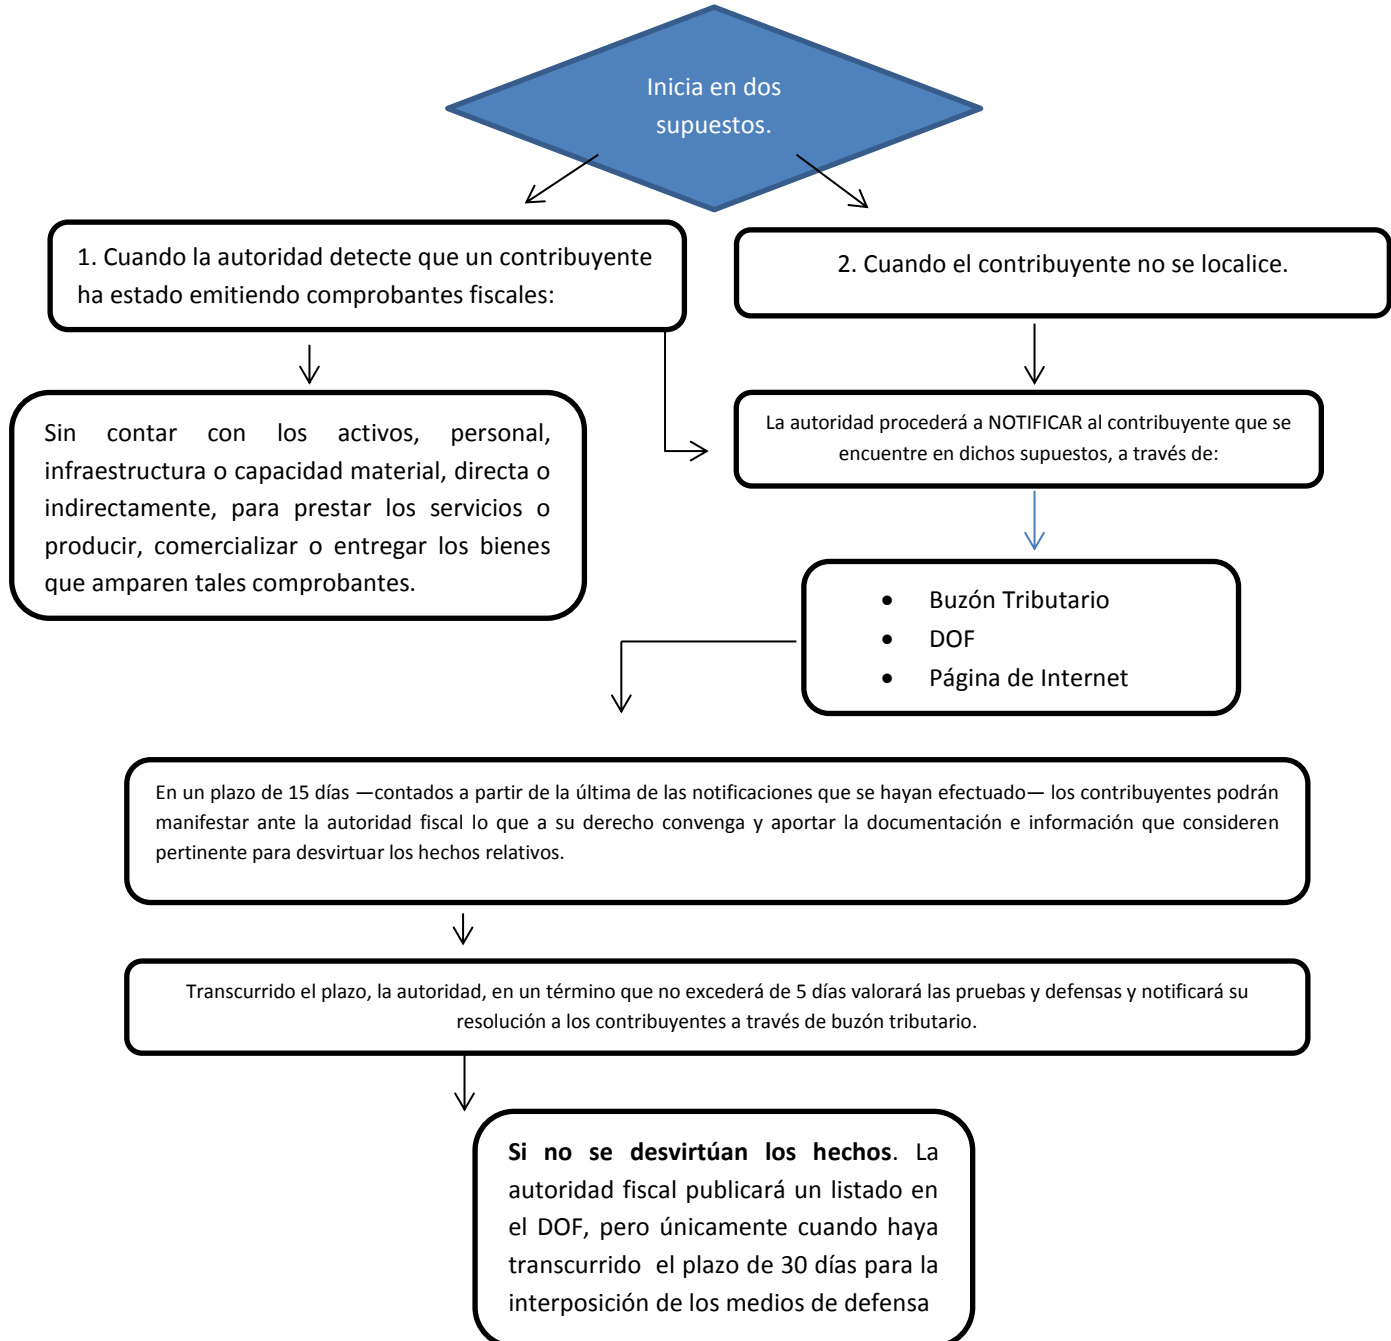 Inicia en dos
supuestos.
1. Cuando la autoridad detecte que un contribuyente
ha estado emitiendo comprobantes fiscales:
2. Cuando el contribuyente no se localice.
Sin contar con los activos, personal,
infraestructura o capacidad material, directa o
indirectamente, para prestar los servicios o
producir, comercializar o entregar los bienes
que amparen tales comprobantes.
La autoridad procederá a NOTIFICAR al contribuyente que se
encuentre en dichos supuestos, a través de:
• Buzón Tributario
• DOF
• Página de Internet
En un plazo de 15 días —contados a partir de la última de las notificaciones que se hayan efectuado— los contribuyentes podrán
manifestar ante la autoridad fiscal lo que a su derecho convenga y aportar la documentación e información que consideren
pertinente para desvirtuar los hechos relativos.
Transcurrido el plazo, la autoridad, en un término que no excederá de 5 días valorará las pruebas y defensas y notificará su
resolución a los contribuyentes a través de buzón tributario.
Si no se desvirtúan los hechos. La
autoridad fiscal publicará un listado en
el DOF, pero únicamente cuando haya
transcurrido el plazo de 30 días para la
interposición de los medios de defensa